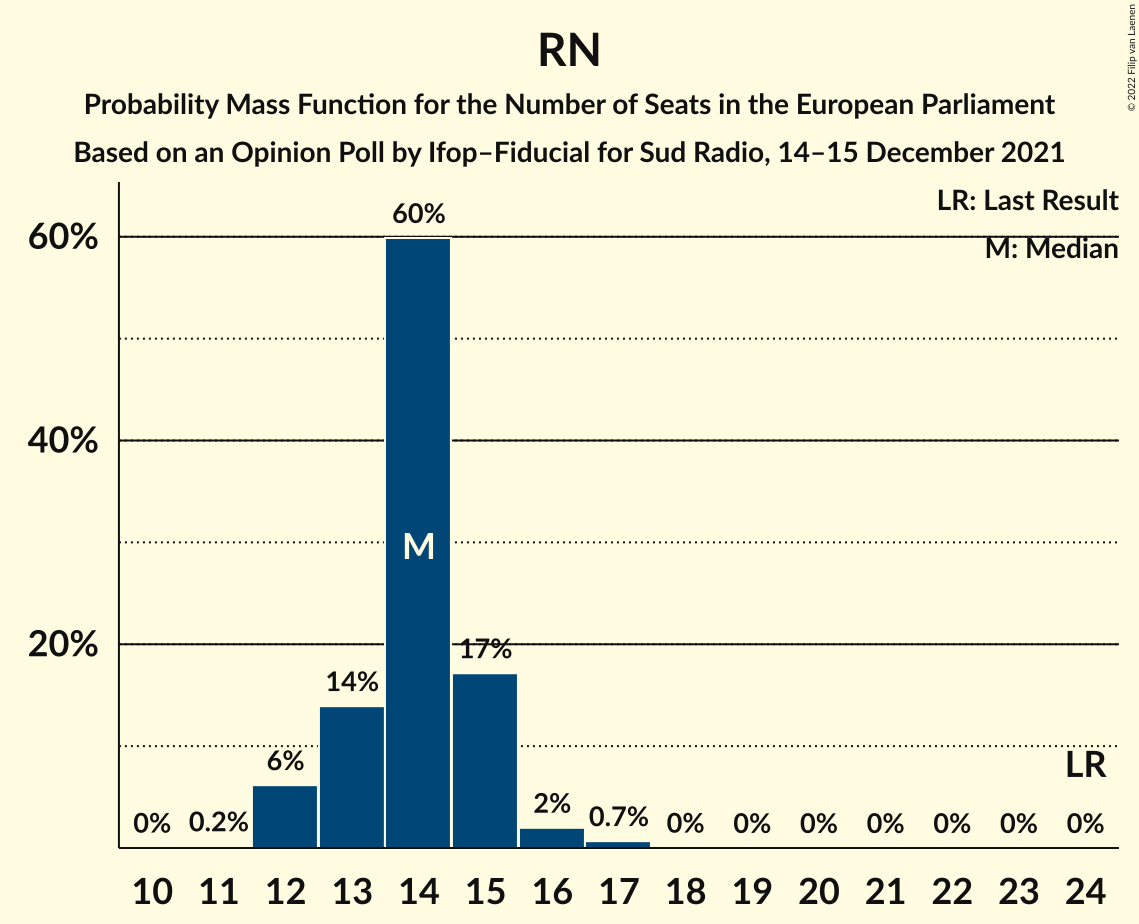 RN
Probability Mass Function for the Number of Seats in the European Parliament
Based on an Opinion Poll by Ifop–Fiducial for Sud Radio, 14–15 December 2021
© 2022 Filip van Laenen
LR: Last Result
M: Median
60%
40%
20%
0%
0.2%
6%
14%
60%
M
17%
2%
0.7%
0%
0%
0%
0%
0%
0%
0%
LR
10 11 12 13 14 15 16 17 18 19 20 21 22 23 24